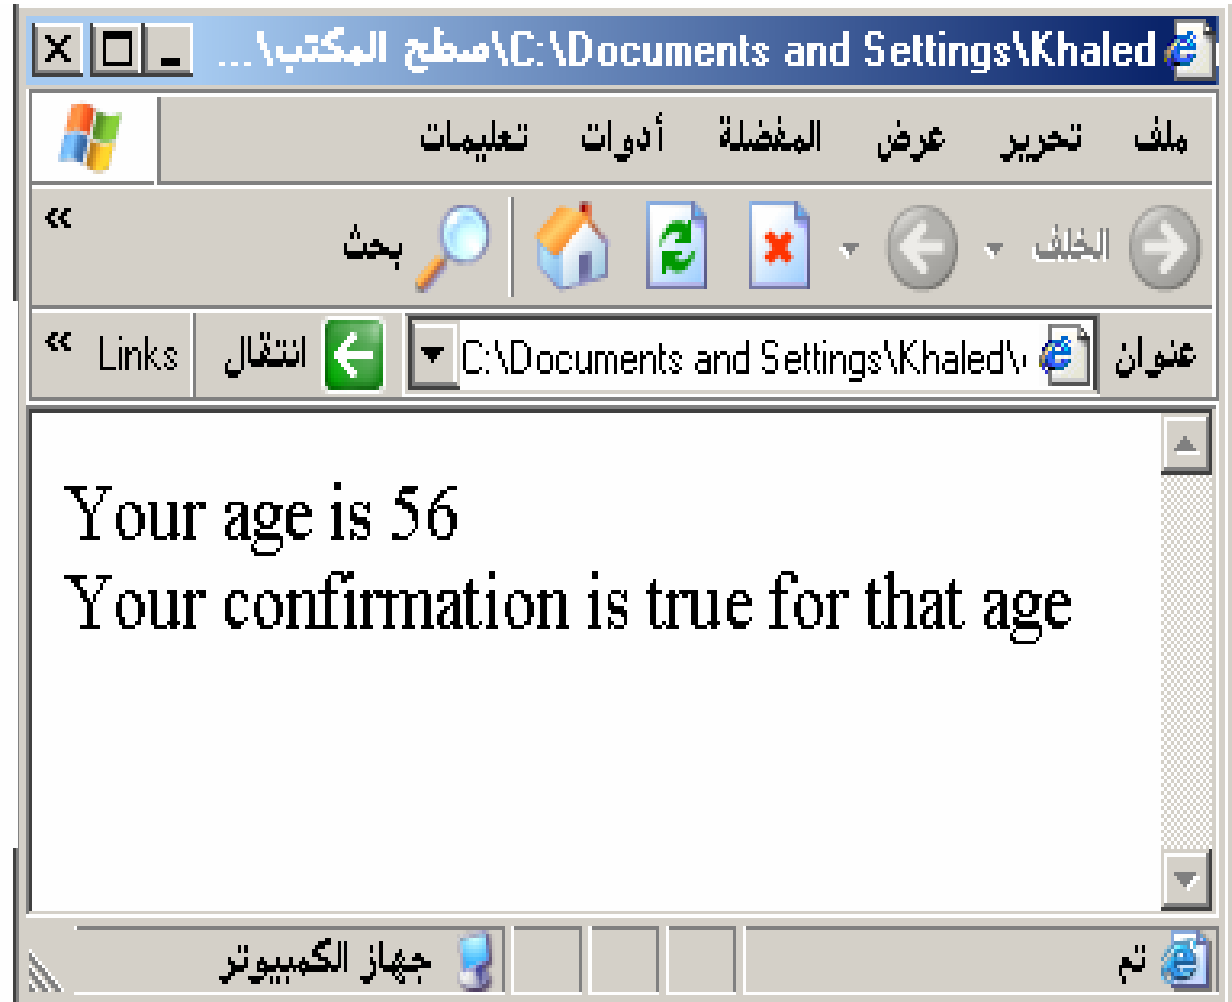 C:\Documents and Settings\Khaled\سطح المكتب\...
ملف تحرير عرض المفضلة أدوات تعليمات
الخلف بحث »
عنوان C:\Documents and Settings\Khaled\ انتقال Links »
Your age is 56
Your confirmation is true for that age
تم جهاز الكمبيوتر